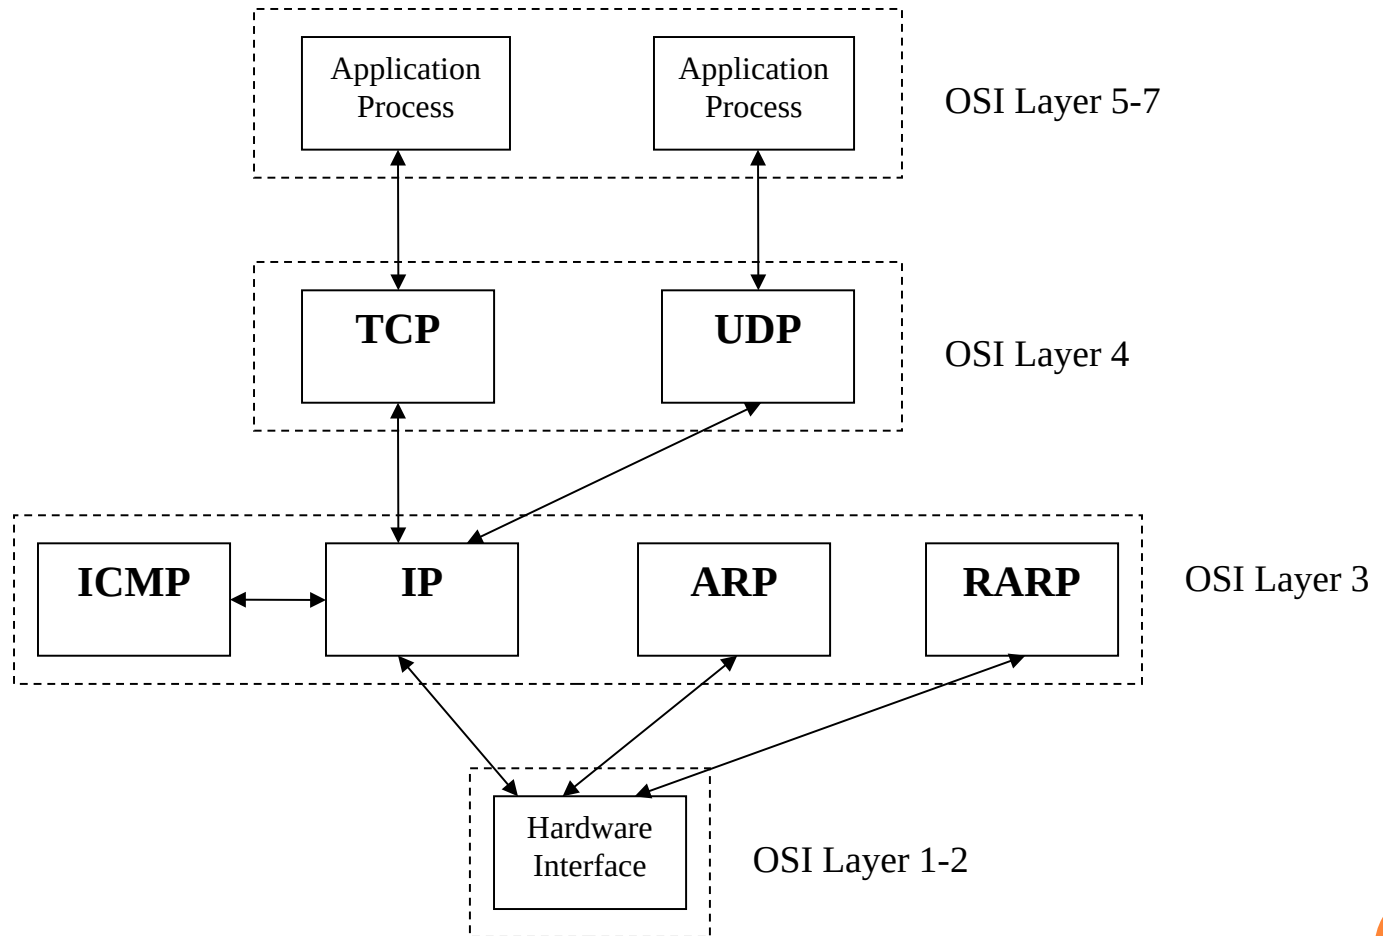 Application
Process
Application
Process
OSI Layer 5-7
TCP
UDP
OSI Layer 4
ICMP
IP
ARP
RARP
OSI Layer 3
Hardware
Interface
OSI Layer 1-2